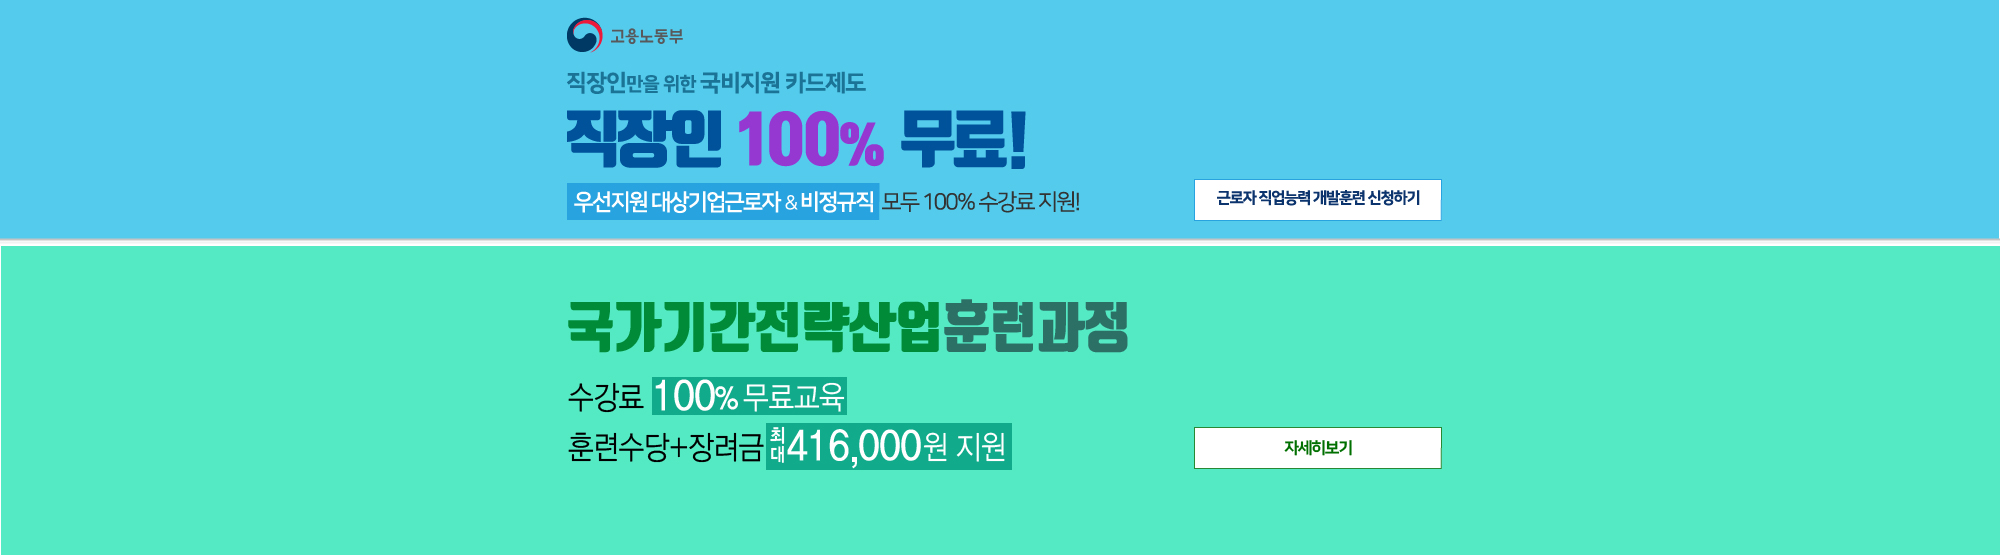 고용노동부
직장인만을 위한 국비지원 카드제도
직장인 100% 무료!
우선지원 대상기업근로자 & 비정규직 모두 100% 수강료 지원!
근로자 직업능력 개발훈련 신청하기
국가기간전략산업훈련과정
수강료 100% 무료교육
훈련수당+장려금 최대 416,000원 지원
자세히보기